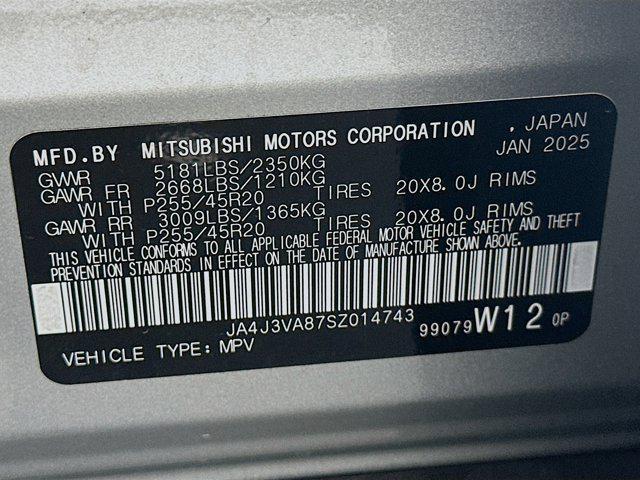 MFD.BY MITSUBISHI MOTORS CORPORATION , JAPAN
GVWR 5181LBS/2350KG JAN 2025
GAWR FR 2668LBS/1210KG TIRES 20X8.0J RIMS
WITH P255/45R20
GAWR RR 3009LBS/1365KG TIRES 20X8.0J RIMS
WITH P255/45R20
THIS VEHICLE CONFORMS TO ALL APPLICABLE FEDERAL MOTOR VEHICLE SAFETY AND THEFT
PREVENTION STANDARDS IN EFFECT ON THE DATE OF MANUFACTURE SHOWN ABOVE.
JA4J3VA87SZ014743 99079 W12 0P
VEHICLE TYPE: MPV